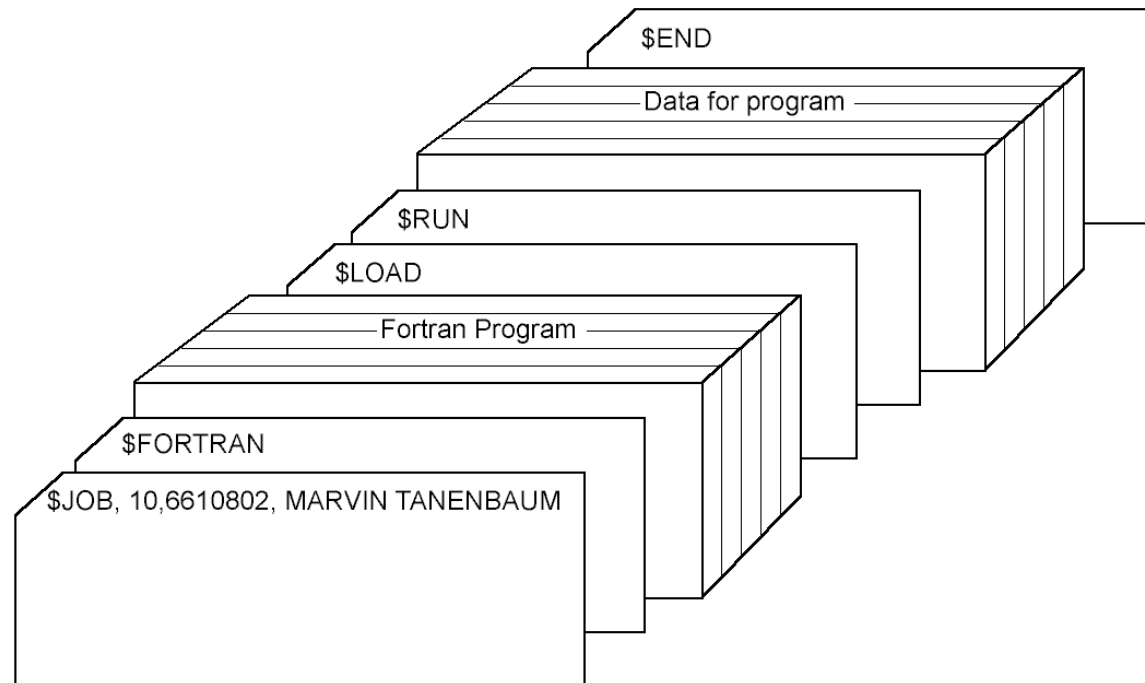 $END
Data for program
$RUN
$LOAD
Fortran Program
$FORTRAN
$JOB, 10,6610802, MARVIN TANENBAUM